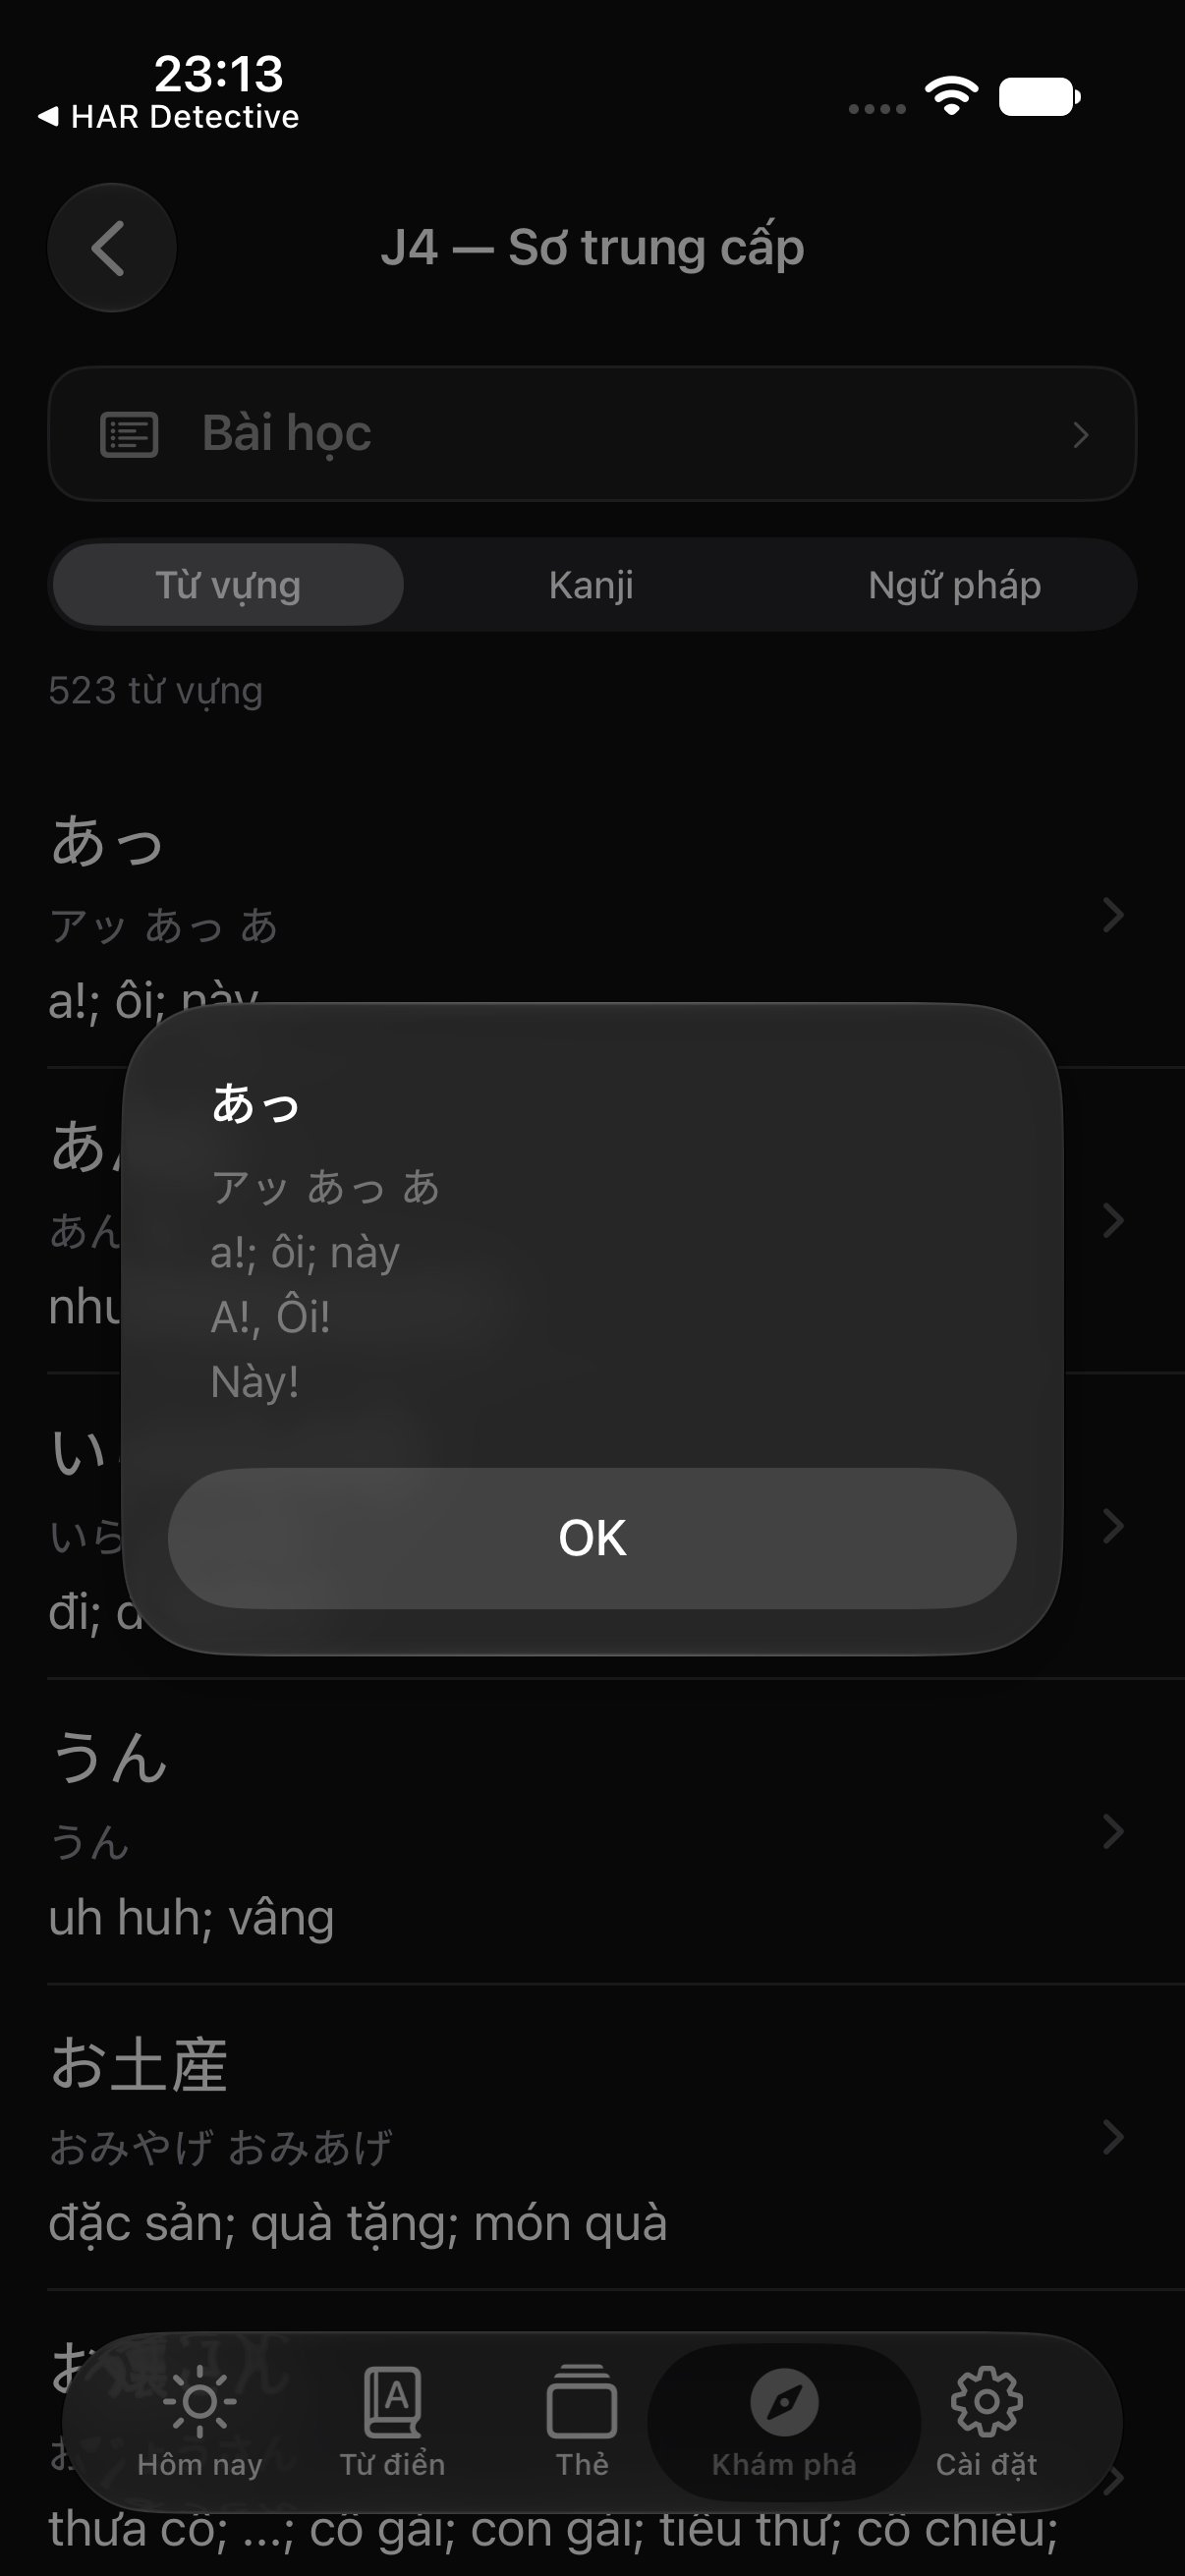 23:13
HAR Detective
J4 — Sơ trung cấp
Bài học
Từ vựng
Kanji
Ngữ pháp
523 từ vựng
あっ
アッ あっ あ
a!; ôi; này
あっ
アッ あっ あ
a!; ôi; này
A!, Ôi!
Này!
OK
うん
うん
uh huh; vâng
お土産
おみやげ おみあげ
đặc sản; quà tặng; món quà
Hôm nay
Từ điển
Thẻ
Khám phá
Cài đặt
thưa cô; ...; cô gái; con gái; tiểu thư; cô chiêu;